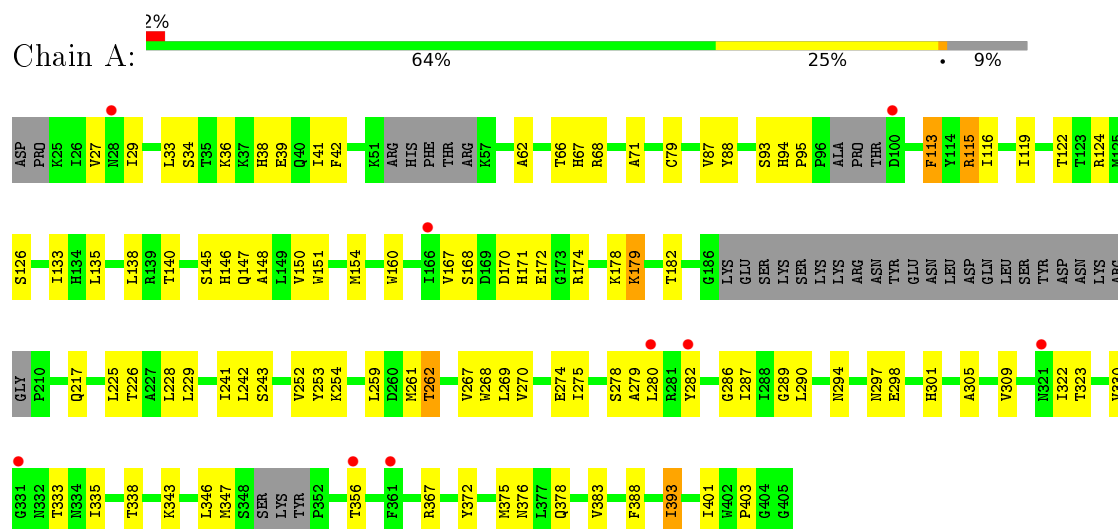 2%
Chain A:
64% 25% • 9%
ASP PRO K25 I26 V27 N28 I29 L33 S34 T35 K36 K37 H38 E39 Q40 I41 F42 K51 ARG HIS PHE THR ARG K57 A62 T66 H67 R68 A71 C79 V87 Y88 S93 H94 P95 P96 ALA PRO THR D100 F113 Y114 R115 I116 I119 T122 T123 R124 M125
S126 I133 H134 L135 L138 R139 T140 S145 H146 Q147 A148 L149 V150 W151 M154 W160 I166 V167 S168 D169 D170 H171 E172 G173 R174 K178 K179 T182 G186 LYS GLU SER LYS SER LYS LYS ARG ASN TYR GLU ASN LEU ASP ASP GLN LEU SER TYR ASP ASN LYS ARG
GLY P210 Q217 L225 T226 A227 L228 L229 I241 L242 S243 V252 Y253 K254 L259 D260 M261 T262 V267 W268 L269 V270 E274 I275 S278 A279 L280 R281 Y282 G286 I287 I288 G289 L290 N294 N297 E298 H301 A305 V309 N321 I322 T323 V330
G331 N332 T333 N334 I335 T338 K343 L346 M347 S348 SER LYS TYR P352 T356 F361 R367 Y372 M375 N376 L377 Q378 V383 F388 I393 I401 W402 P403 G404 G405